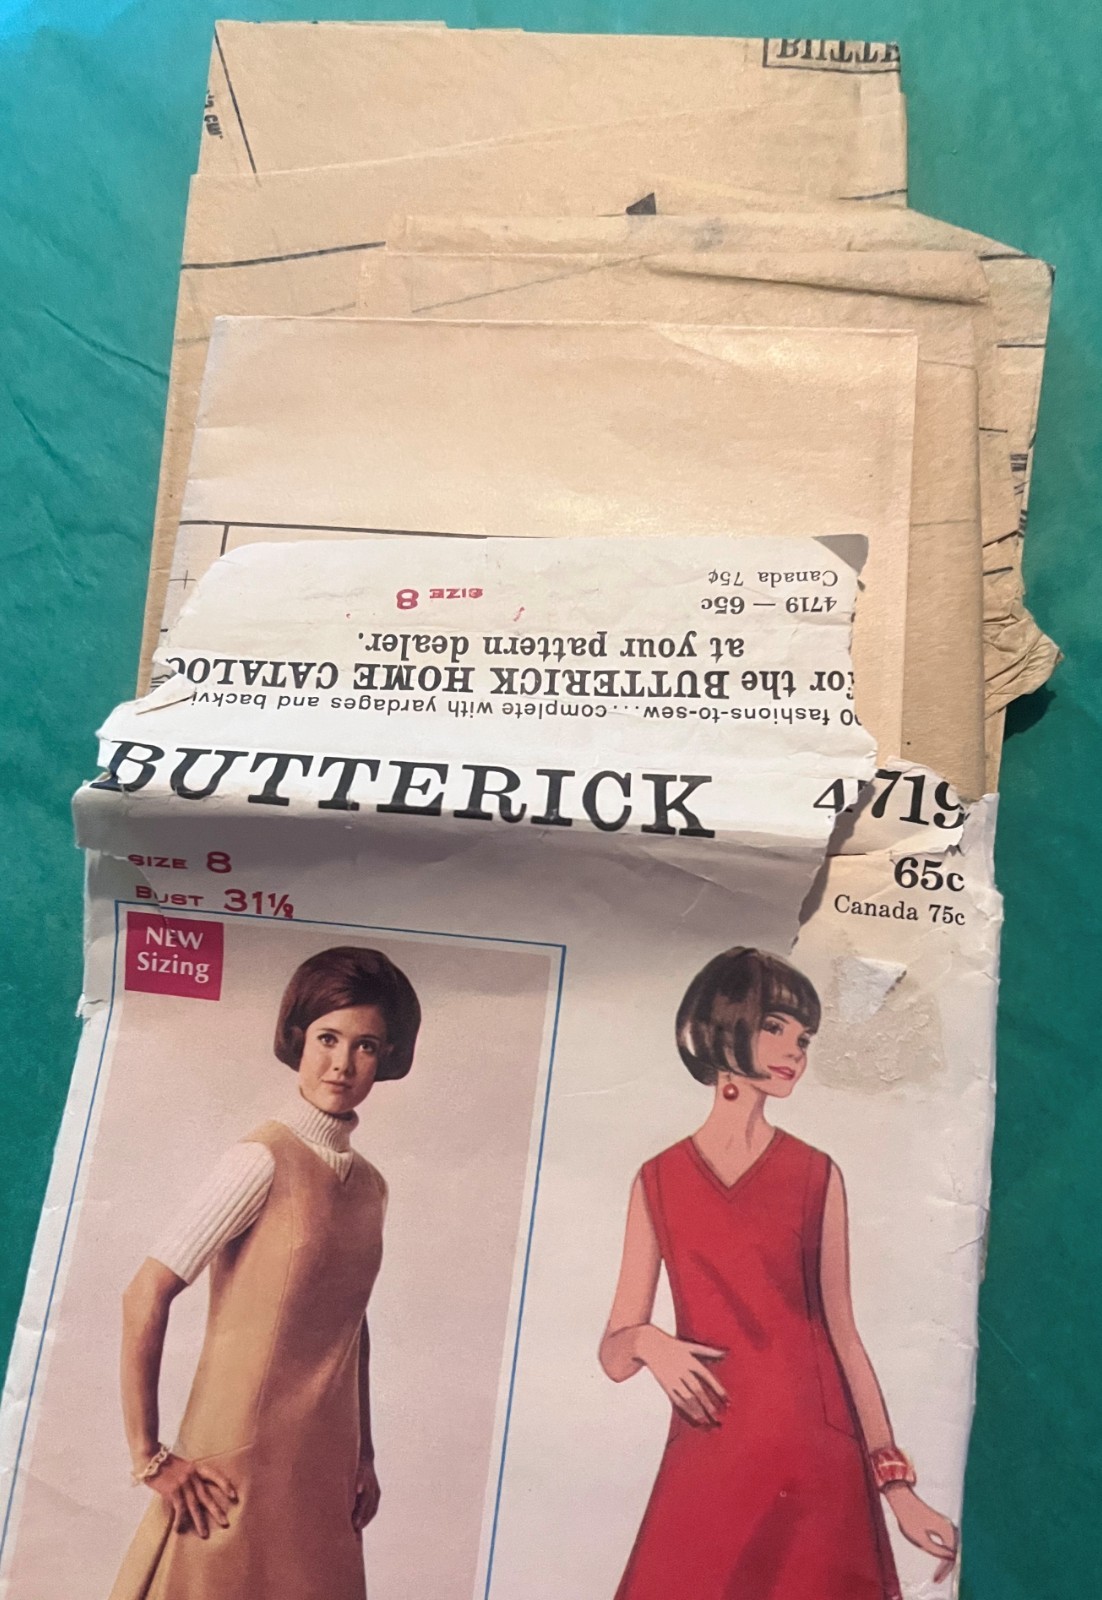 BUTTE
SIZE 8
4719 — 65c
Canada 75¢
at your pattern dealer.
for the BUTTERICK HOME CATALO
fashions-to-sew...complete with yardages and
BUTTERICK 4719
SIZE 8
65c
BUST 31½
Canada 75c
NEW
Sizing